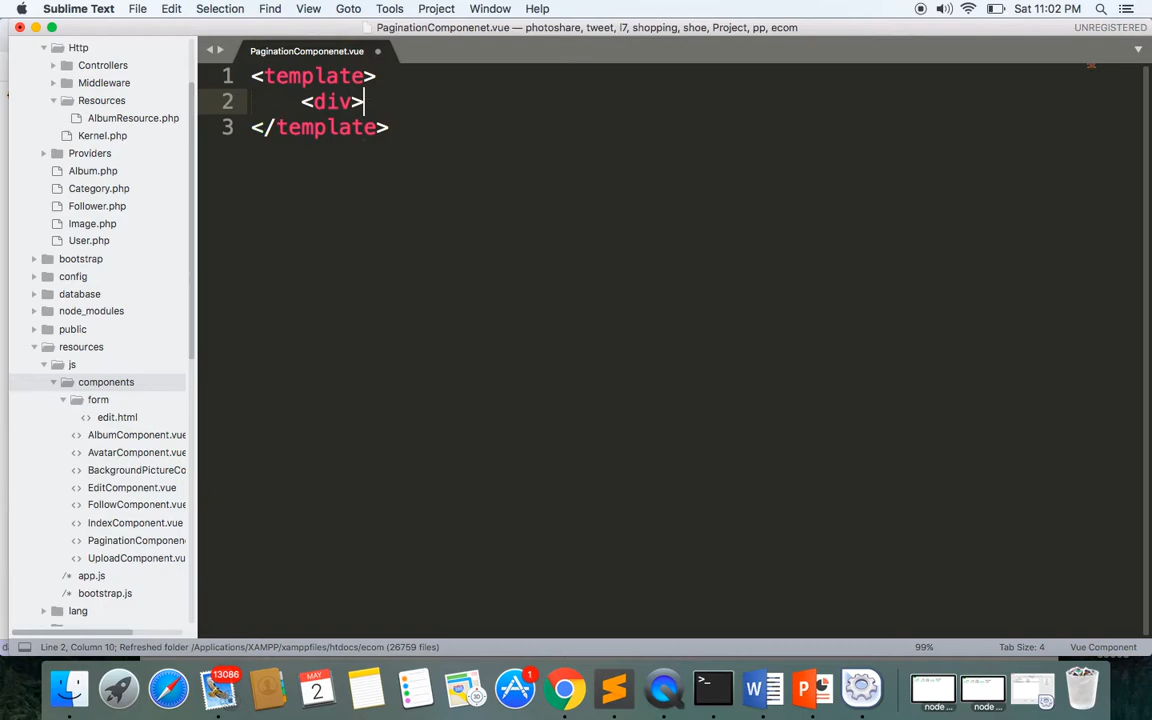 Sublime Text File Edit Selection Find View Goto Tools Project Window Help Sat 11:02 PM
PaginationComponenet.vue — photoshare, tweet, i7, shopping, shoe, Project, pp, ecom UNREGISTERED
PaginationComponenet.vue
Http
Controllers
Middleware
Resources
AlbumResource.php
Kernel.php
Providers
Album.php
Category.php
Follower.php
Image.php
User.php
bootstrap
config
database
node_modules
public
resources
js
components
form
edit.html
AlbumComponent.vue
AvatarComponent.vue
BackgroundPictureCo
EditComponent.vue
FollowComponent.vue
IndexComponent.vue
PaginationComponen
UploadComponent.vu
app.js
bootstrap.js
lang
1 <template>
2 <div>
3 </template>
Line 2, Column 10; Refreshed folder /Applications/XAMPP/xamppfiles/htdocs/ecom (26759 files) 99% Tab Size: 4 Vue Component
13086
MAY
2
1
>_
W
P
node ...
node ...